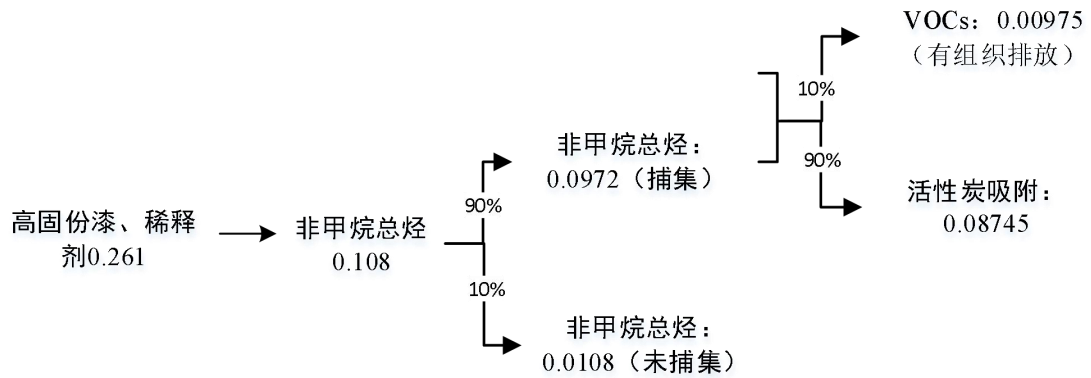 高固份漆、稀释
剂0.261
非甲烷总烃
0.108
90%
10%
非甲烷总烃：
0.0972（捕集）
非甲烷总烃：
0.0108（未捕集）
10%
90%
VOCs：0.00975
（有组织排放）
活性炭吸附：
0.08745